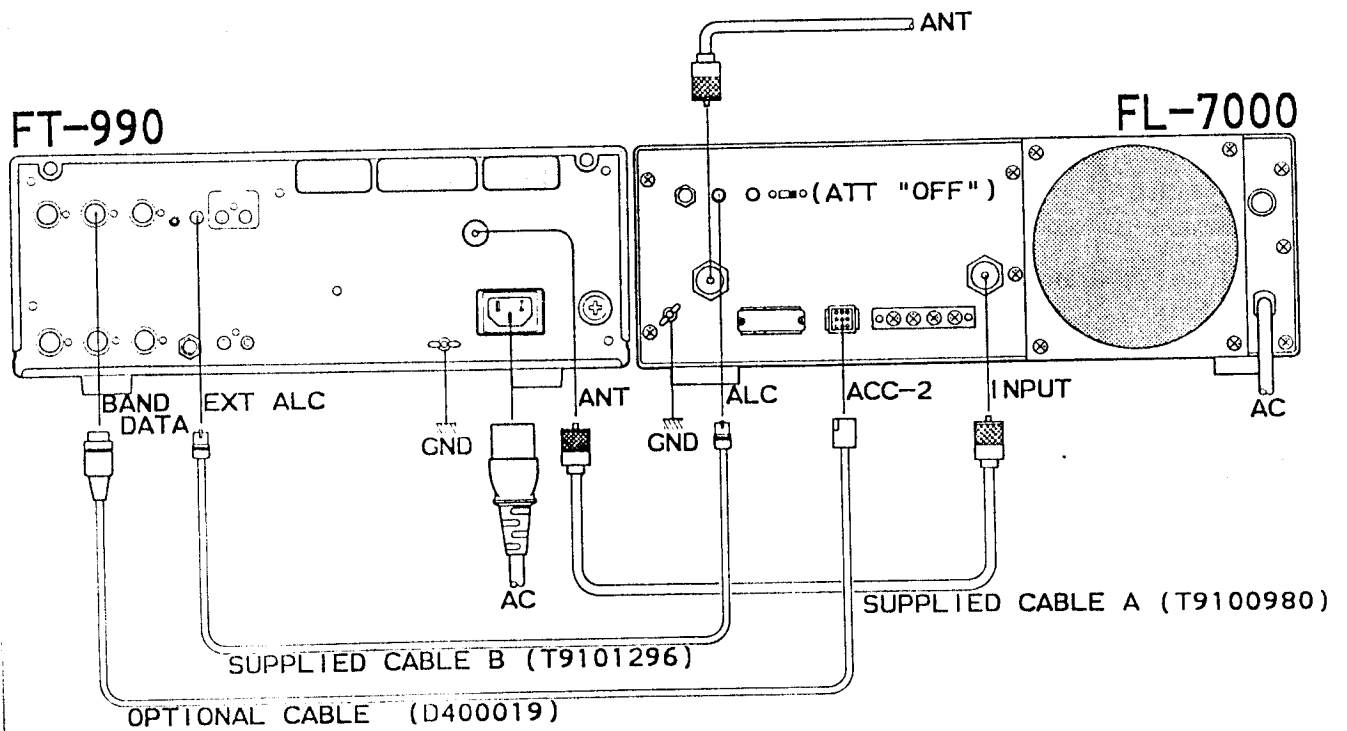 ANT
FT-990
FL-7000
(ATT "OFF")
BAND
DATA
EXT ALC
GND
ANT
GND
ALC
ACC-2
INPUT
AC
AC
SUPPLIED CABLE A (T9100980)
SUPPLIED CABLE B (T9101296)
OPTIONAL CABLE (D400019)